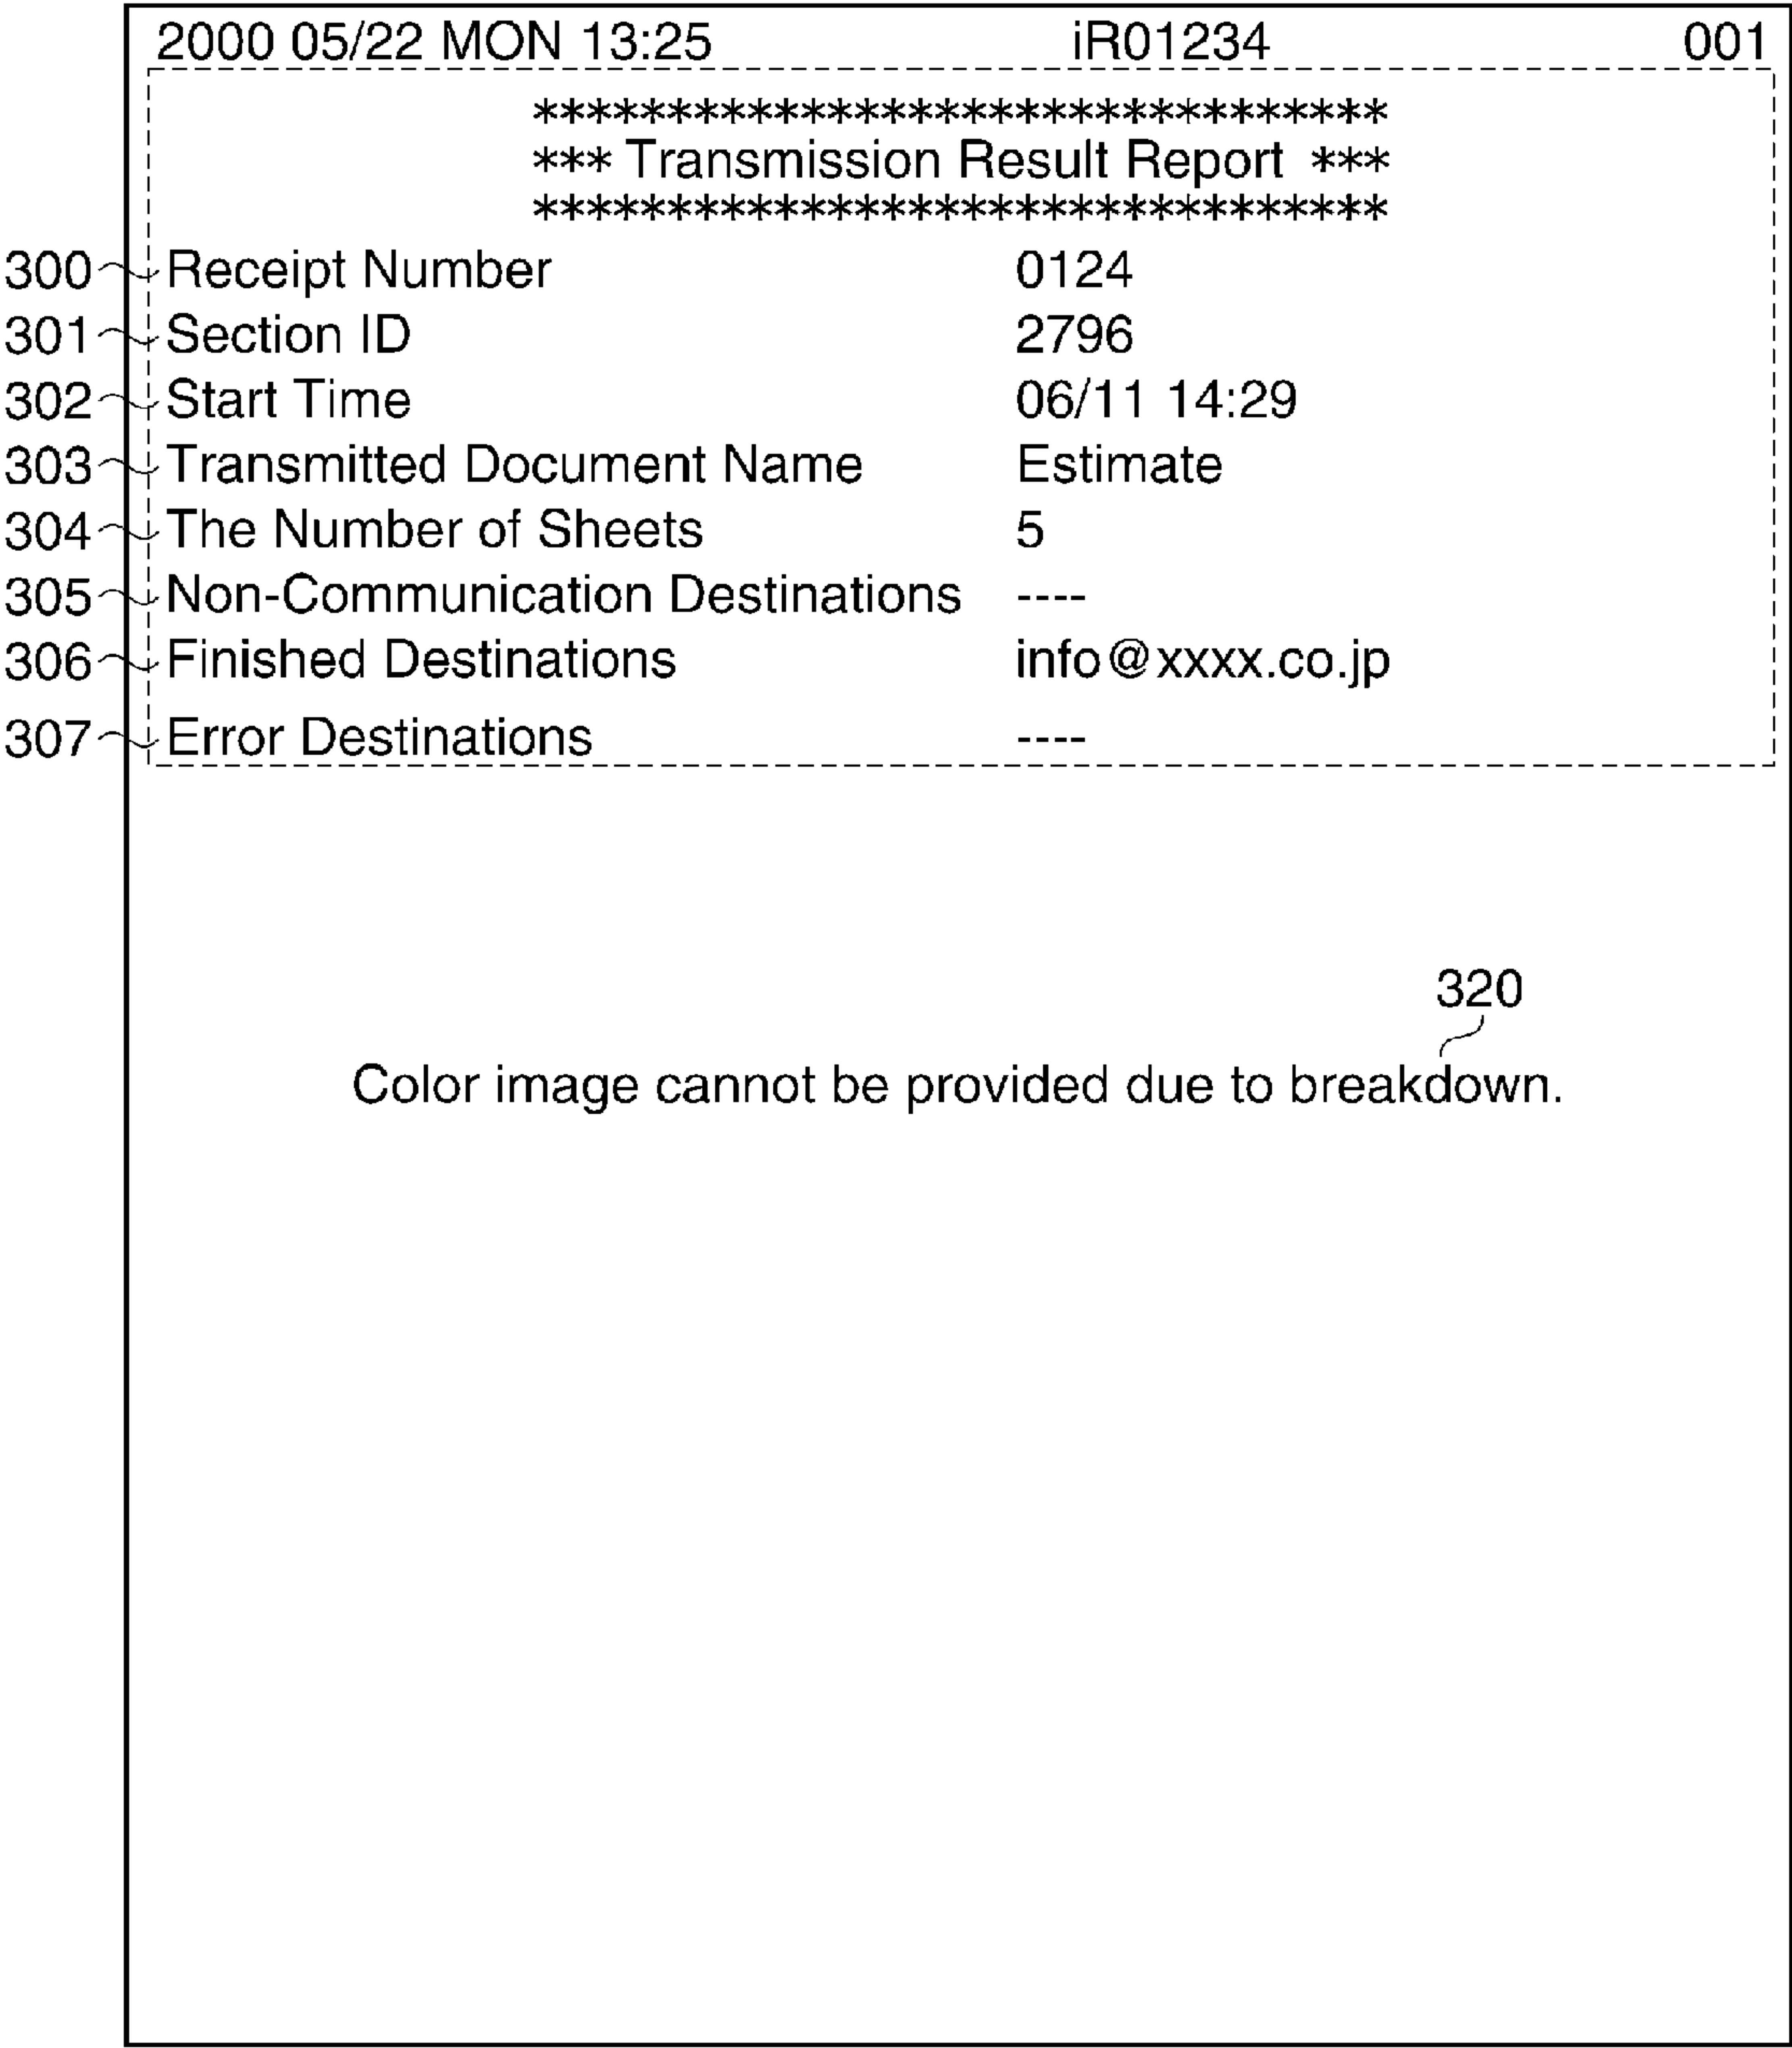 2000 05/22 MON 13:25 iR01234 001
********************************
*** Transmission Result Report ***
********************************
300 Receipt Number 0124
301 Section ID 2796
302 Start Time 06/11 14:29
303 Transmitted Document Name Estimate
304 The Number of Sheets 5
305 Non-Communication Destinations ----
306 Finished Destinations info@xxxx.co.jp
307 Error Destinations ----
320
Color image cannot be provided due to breakdown.